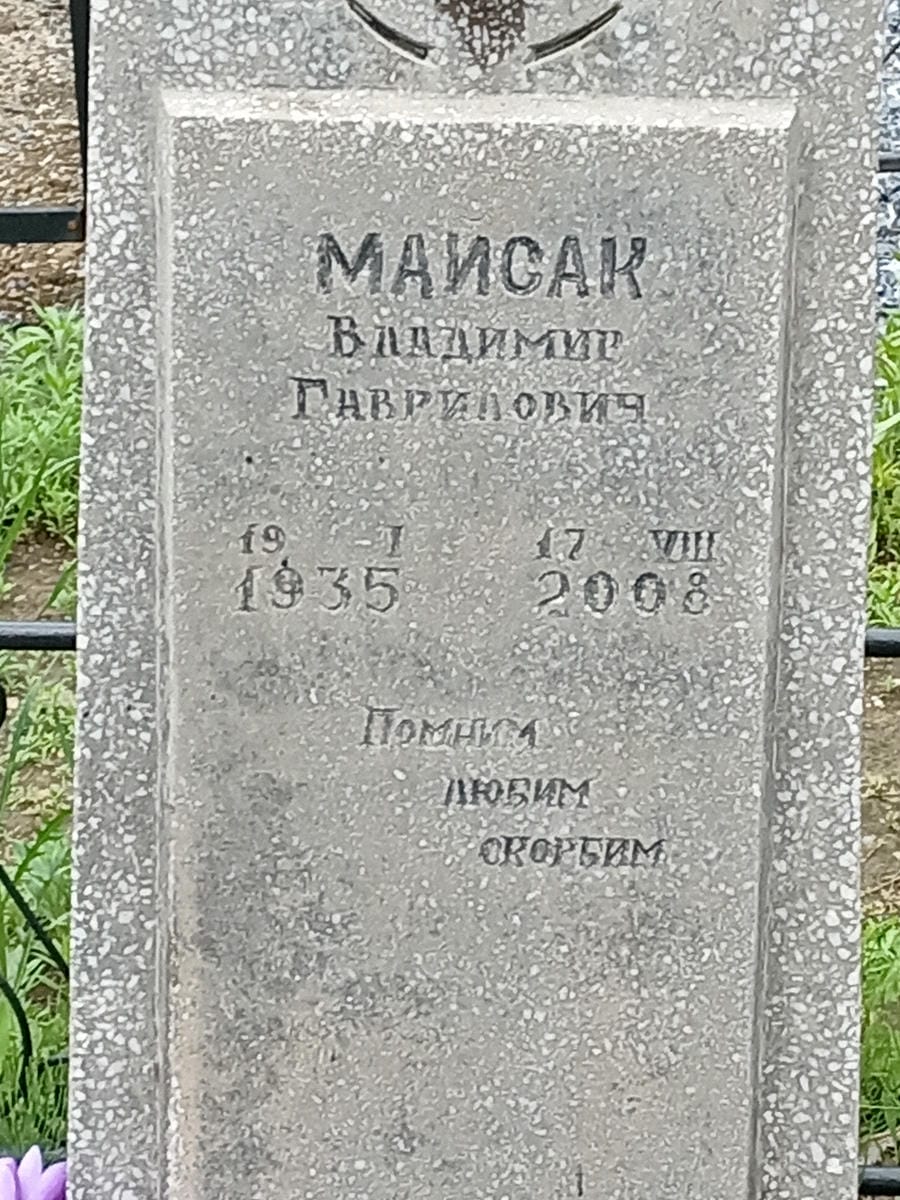 МАИСАК
ВЛАДИМИР
ГАВРИЛОВИЧ
19 I 17 VIII
1935 2008
ПОМНИМ
ЛЮБИМ
СКОРБИМ